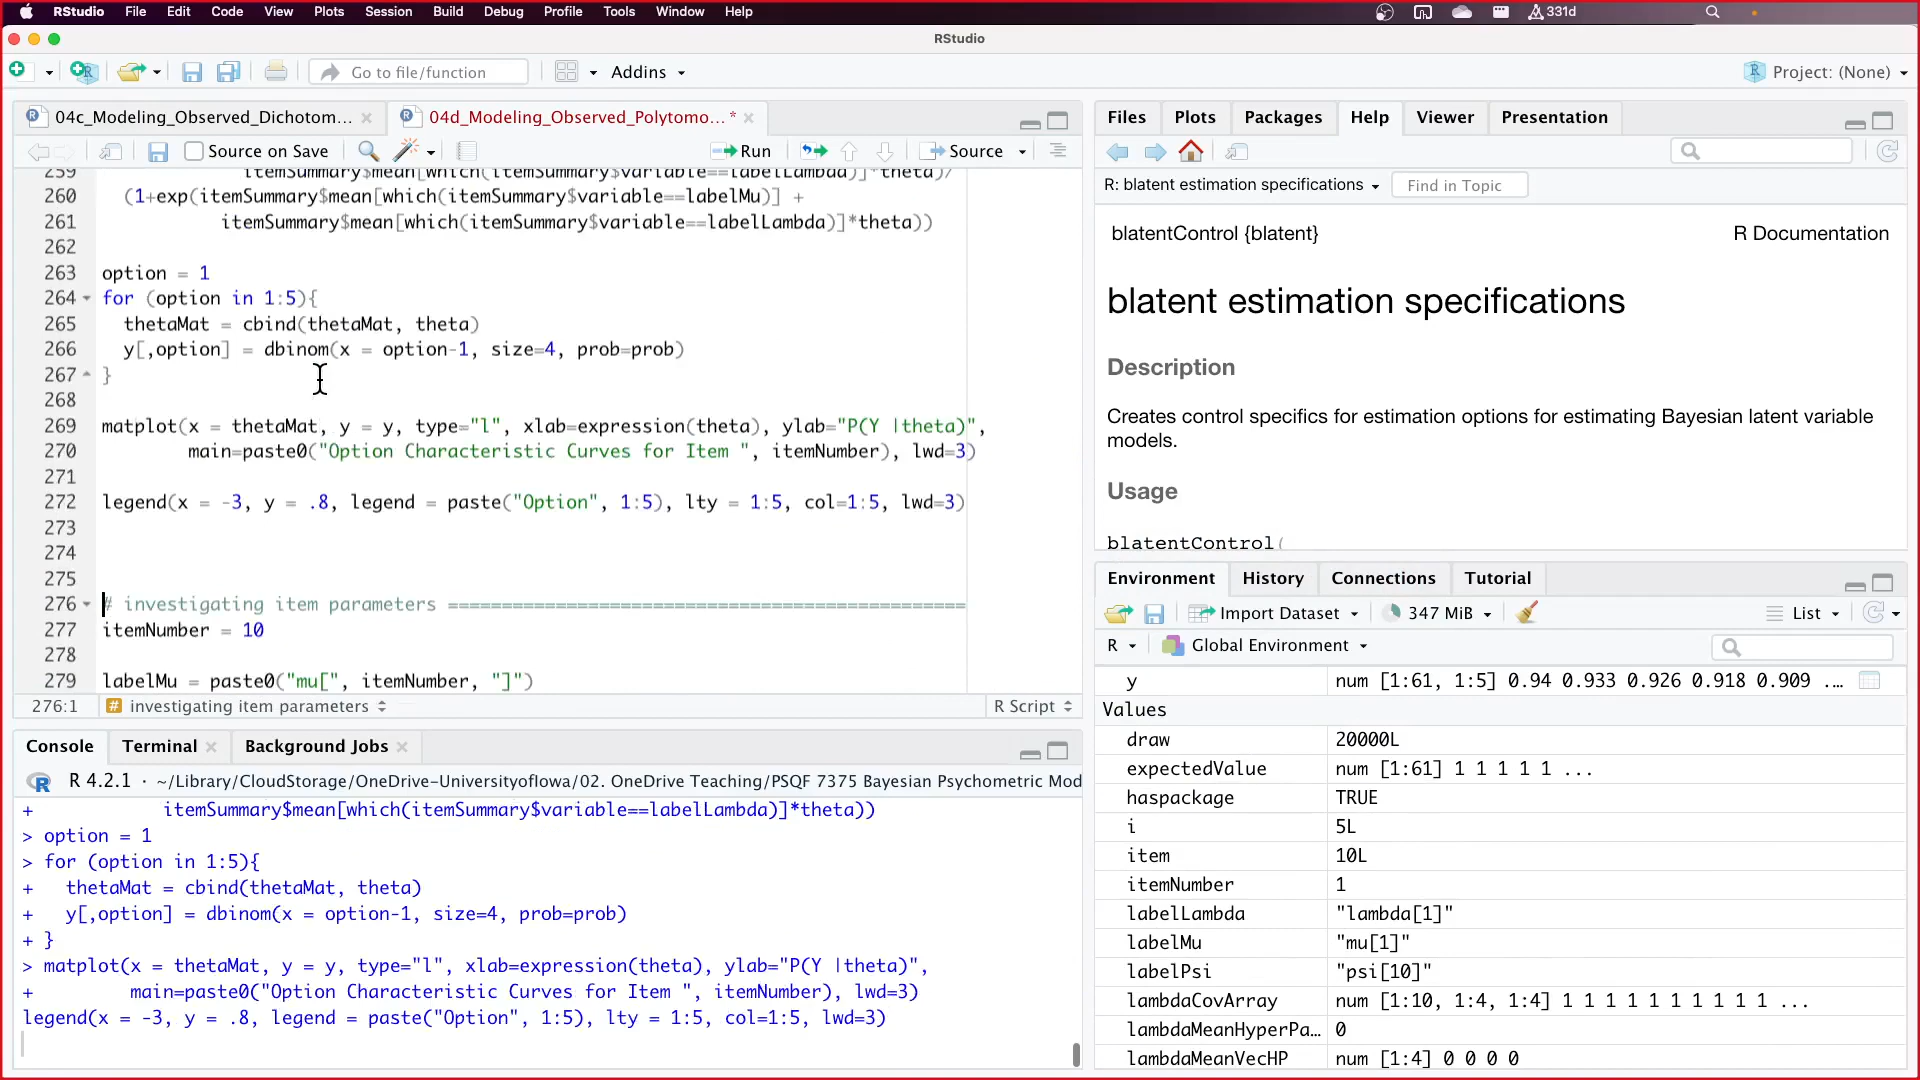 RStudio File Edit Code View Plots Session Build Debug Profile Tools Window Help 331d
RStudio
Go to file/function Addins Project: (None)
04c_Modeling_Observed_Dichotom... 04d_Modeling_Observed_Polytomo... *
Source on Save Run Source
259 itemSummary$mean[which(itemSummary$variable==labelLambda)]*theta)/
260 (1+exp(itemSummary$mean[which(itemSummary$variable==labelMu)] +
261 itemSummary$mean[which(itemSummary$variable==labelLambda)]*theta))
262
263 option = 1
264 for (option in 1:5){
265 thetaMat = cbind(thetaMat, theta)
266 y[,option] = dbinom(x = option-1, size=4, prob=prob)
267 }
268
269 matplot(x = thetaMat, y = y, type="l", xlab=expression(theta), ylab="P(Y |theta)",
270 main=paste0("Option Characteristic Curves for Item ", itemNumber), lwd=3)
271
272 legend(x = -3, y = .8, legend = paste("Option", 1:5), lty = 1:5, col=1:5, lwd=3)
273
274
275
276 # investigating item parameters ================================================
277 itemNumber = 10
278
279 labelMu = paste0("mu[", itemNumber, "]")
276:1 # investigating item parameters R Script
Console Terminal Background Jobs
R 4.2.1 · ~/Library/CloudStorage/OneDrive-UniversityofIowa/02. OneDrive Teaching/PSQF 7375 Bayesian Psychometric Mod
+ itemSummary$mean[which(itemSummary$variable==labelLambda)]*theta))
> option = 1
> for (option in 1:5){
+ thetaMat = cbind(thetaMat, theta)
+ y[,option] = dbinom(x = option-1, size=4, prob=prob)
+ }
> matplot(x = thetaMat, y = y, type="l", xlab=expression(theta), ylab="P(Y |theta)",
+ main=paste0("Option Characteristic Curves for Item ", itemNumber), lwd=3)
legend(x = -3, y = .8, legend = paste("Option", 1:5), lty = 1:5, col=1:5, lwd=3)
Files Plots Packages Help Viewer Presentation
R: blatent estimation specifications Find in Topic
blatentControl {blatent} R Documentation
blatent estimation specifications
Description
Creates control specifics for estimation options for estimating Bayesian latent variable
models.
Usage
blatentControl(
Environment History Connections Tutorial
Import Dataset 347 MiB List
R Global Environment
y num [1:61, 1:5] 0.94 0.933 0.926 0.918 0.909 ...
Values
draw 20000L
expectedValue num [1:61] 1 1 1 1 1 ...
haspackage TRUE
i 5L
item 10L
itemNumber 1
labelLambda "lambda[1]"
labelMu "mu[1]"
labelPsi "psi[10]"
lambdaCovArray num [1:10, 1:4, 1:4] 1 1 1 1 1 1 1 1 1 1 ...
lambdaMeanHyperPa... 0
lambdaMeanVecHP num [1:4] 0 0 0 0